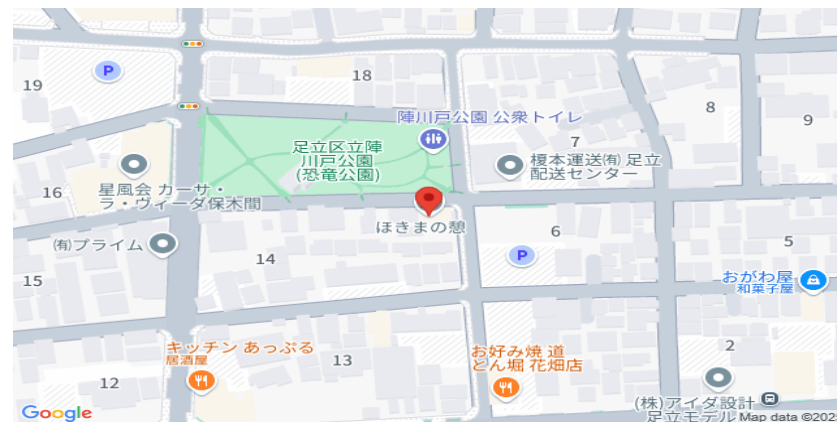 19
P
18
8
9
陣川戸公園 公衆トイレ
7
足立区立陣
川戸公園
(恐竜公園)
榎本運送㈲ 足立
配送センター
16
星風会 カーサ・
ラ・ヴィーダ保木間
ほきまの憩
6
5
㈲プライム
14
P
15
おがわ屋
和菓子屋
キッチン あっぷる
居酒屋
13
お好み焼 道
とん堀 花畑店
2
12
(株)アイダ設計
足立モデル
Google
Map data ©202